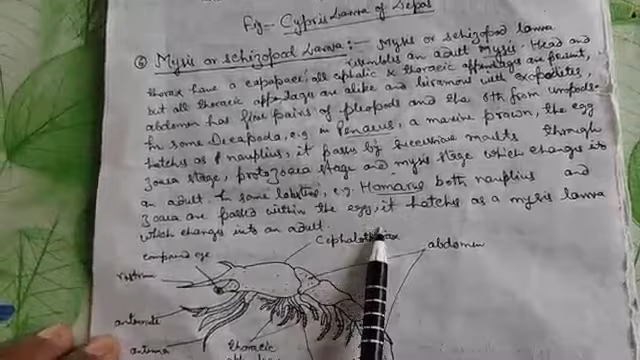 Fig- Cypris Larva of Lepas
⑥ Mysis or schizopod Larva:- Mysis or schizopod larva
resembles an adult Mysis. Head and
thorax have a carapace; all cephalic & thoracic appendages are present,
but all thoracic appendages are alike and biramous with exopodites,
abdomen has five pairs of pleopods and the 6th from uropods.
In some Decapoda, e.g. in Penaeus, a marine prawn, the egg
hatches as nauplius, it passes by successive moults through
zoaea stage, protozoaea stage and mysis stage which changes into
an adult. In some lobsters, e.g. Homarus both nauplius and
zoaea are passed within the egg, it hatches as a mysis larva
which changes into an adult.
Cephalothorax
abdomen
compound eye
rostrum
antennule
antenna
thoracic